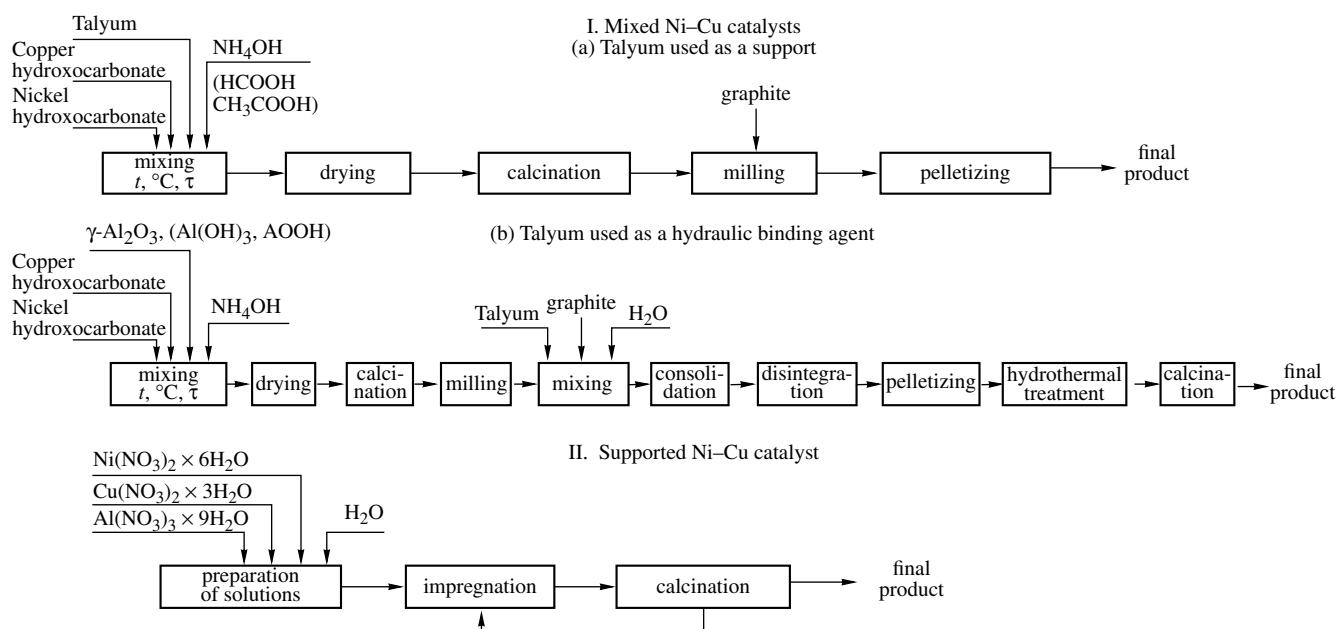 I. Mixed Ni–Cu catalysts
(a) Talyum used as a support
Talyum
Copper
hydroxocarbonate
Nickel
hydroxocarbonate
NH₄OH
(HCOOH
CH₃COOH)
graphite
mixing
t, °C, τ
drying
calcination
milling
pelletizing
final
product
(b) Talyum used as a hydraulic binding agent
γ-Al₂O₃, (Al(OH)₃, AOOH)
Copper
hydroxocarbonate
Nickel
hydroxocarbonate
NH₄OH
Talyum
graphite
H₂O
mixing
t, °C, τ
drying
calci-
nation
milling
mixing
consoli-
dation
disintegra-
tion
pelletizing
hydrothermal
treatment
calcina-
tion
final
product
II. Supported Ni–Cu catalyst
Ni(NO₃)₂ × 6H₂O
Cu(NO₃)₂ × 3H₂O
Al(NO₃)₃ × 9H₂O
H₂O
preparation
of solutions
impregnation
calcination
final
product